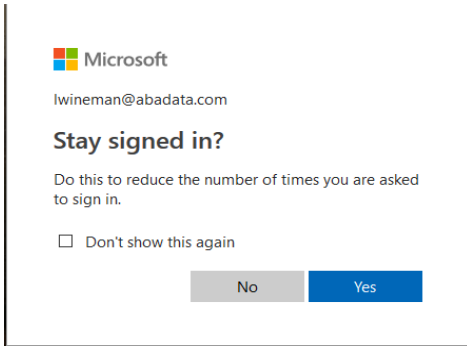 Microsoft
lwineman@abadata.com
Stay signed in?
Do this to reduce the number of times you are asked
to sign in.
Don't show this again
No
Yes